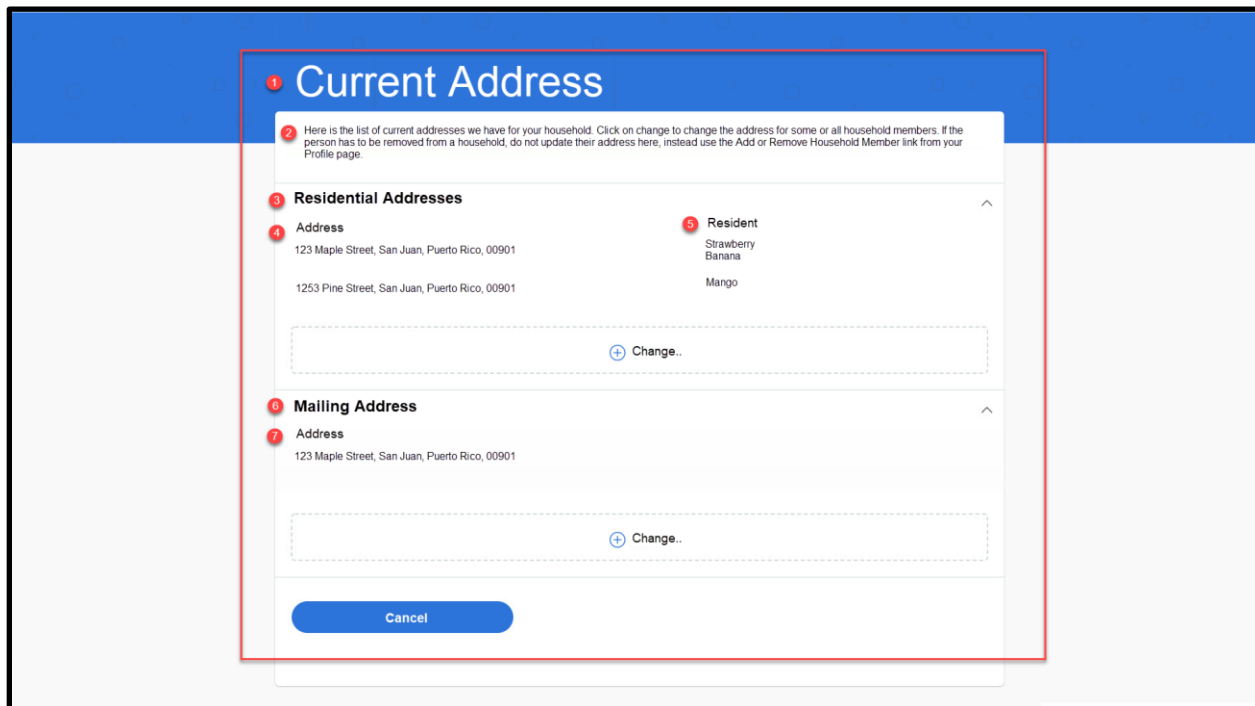 1 Current Address
2 Here is the list of current addresses we have for your household. Click on change to change the address for some or all household members. If the
person has to be removed from a household, do not update their address here, instead use the Add or Remove Household Member link from your
Profile page.
3 Residential Addresses
4 Address
5 Resident
123 Maple Street, San Juan, Puerto Rico, 00901
Strawberry
Banana
1253 Pine Street, San Juan, Puerto Rico, 00901
Mango
Change..
6 Mailing Address
7 Address
123 Maple Street, San Juan, Puerto Rico, 00901
Change..
Cancel